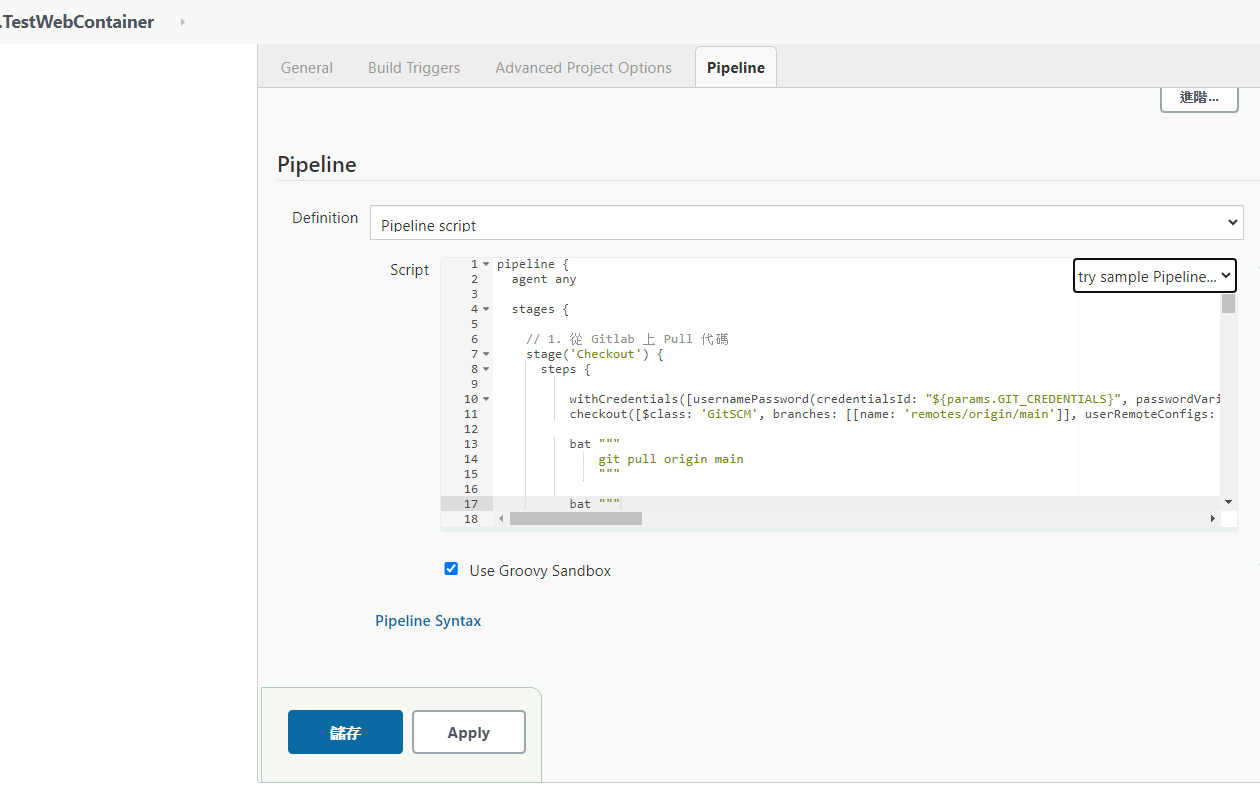 .TestWebContainer
General Build Triggers Advanced Project Options Pipeline
進階...
Pipeline
Definition Pipeline script
Script
try sample Pipeline...
1 pipeline {
2 agent any
3
4 stages {
5
6 // 1. 從 Gitlab 上 Pull 代碼
7 stage('Checkout') {
8 steps {
9
10 withCredentials([usernamePassword(credentialsId: "${params.GIT_CREDENTIALS}", passwordVari
11 checkout([$class: 'GitSCM', branches: [[name: 'remotes/origin/main']], userRemoteConfigs:
12
13 bat """
14 git pull origin main
15 """
16
17 bat """
18
Use Groovy Sandbox
Pipeline Syntax
儲存 Apply